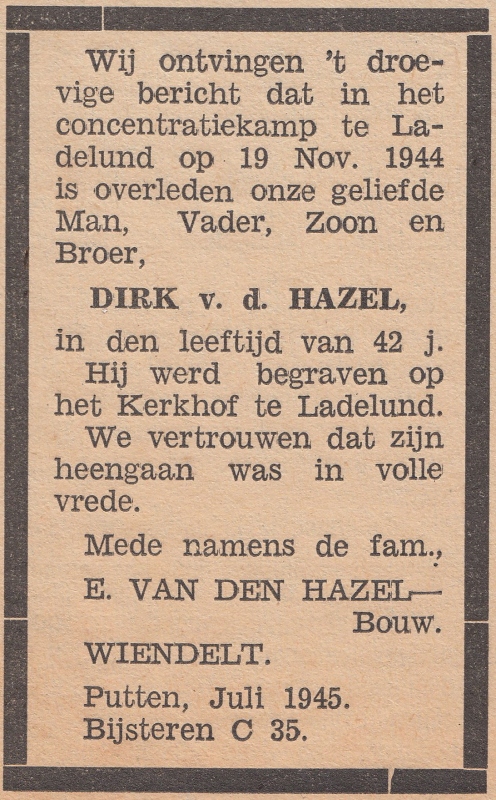 Wij ontvingen 't droe-
vige bericht dat in het
concentratiekamp te La-
delund op 19 Nov. 1944
is overleden onze geliefde
Man, Vader, Zoon en
Broer,
DIRK v. d. HAZEL,
in den leeftijd van 42 j.
Hij werd begraven op
het Kerkhof te Ladelund.
We vertrouwen dat zijn
heengaan was in volle
vrede.
Mede namens de fam.,
E. VAN DEN HAZEL—
Bouw.
WIENDELT.
Putten, Juli 1945.
Bijsteren C 35.